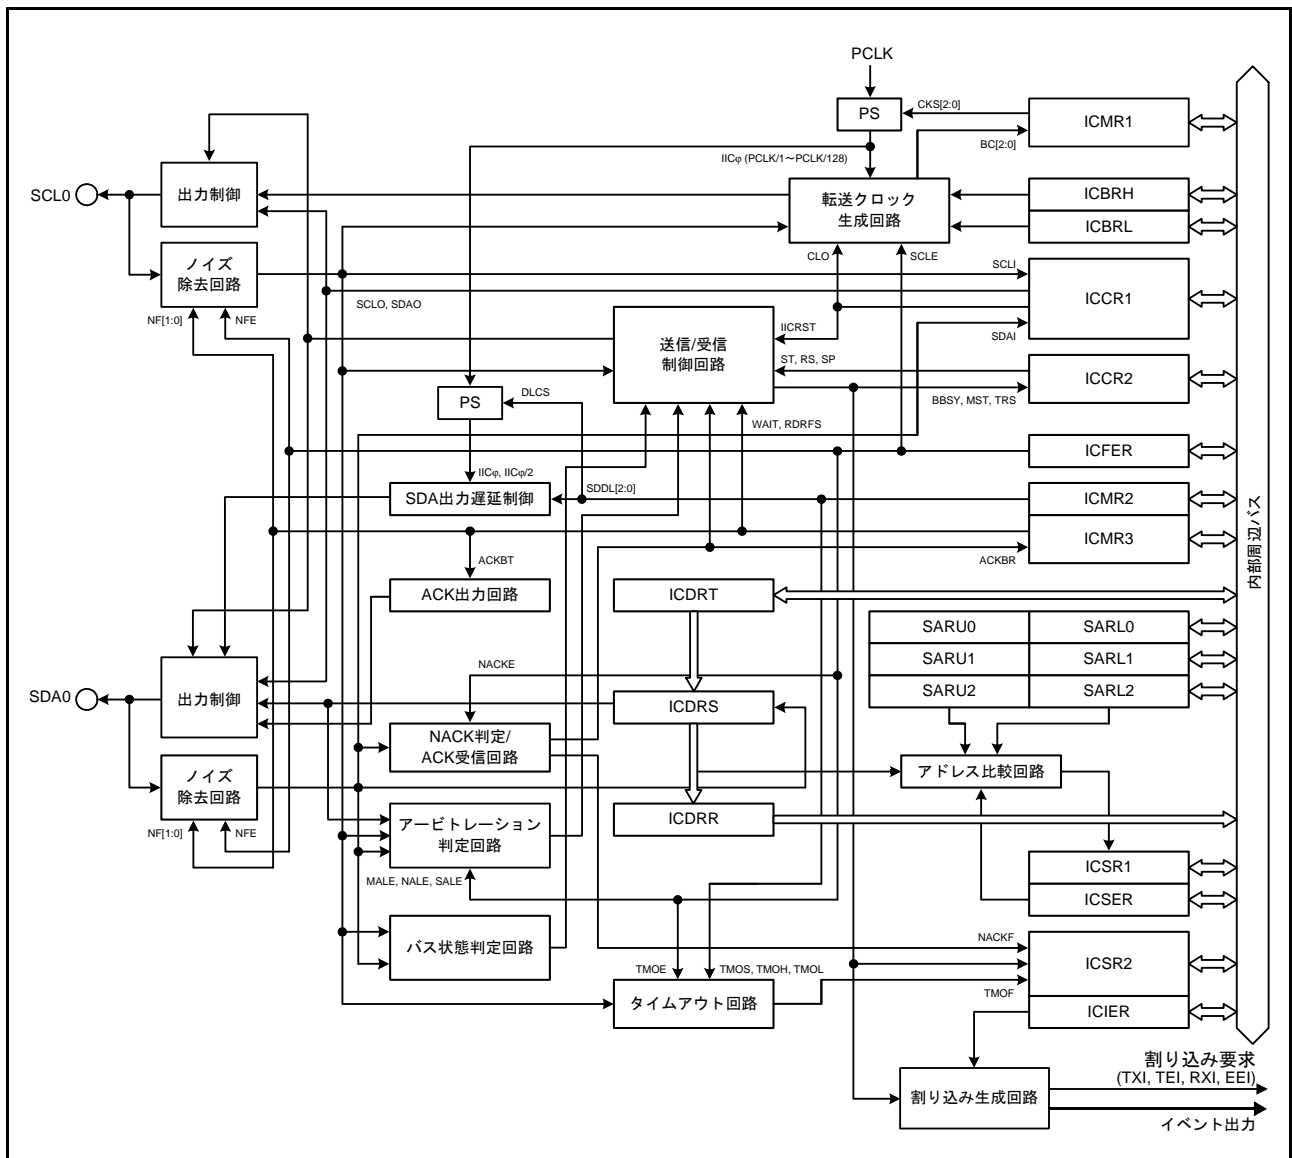 PCLK
PS
CKS[2:0]
ICMR1
BC[2:0]
IICφ (PCLK/1～PCLK/128)
SCL0
出力制御
転送クロック
生成回路
ICBRH
ICBRL
ノイズ
除去回路
CLO
SCLE
SCLI
ICCR1
SCLO, SDAO
NF[1:0]
NFE
IICRST
SDAI
送信/受信
制御回路
ST, RS, SP
ICCR2
BBSY, MST, TRS
PS
DLCS
WAIT, RDRFS
ICFER
IICφ, IICφ/2
SDDL[2:0]
SDA出力遅延制御
ICMR2
ICMR3
ACKBT
ACKBR
内部周辺バス
ACK出力回路
ICDRT
SARU0
SARL0
SARU1
SARL1
SARU2
SARL2
NACKE
SDA0
出力制御
ICDRS
NACK判定/
ACK受信回路
アドレス比較回路
ノイズ
除去回路
ICDRR
アービトレーション
判定回路
NF[1:0]
NFE
MALE, NALE, SALE
ICSR1
ICSER
バス状態判定回路
NACKF
ICSR2
TMOE
TMOS, TMOH, TMOL
TMOF
タイムアウト回路
ICIER
割り込み要求
(TXI, TEI, RXI, EEI)
割り込み生成回路
イベント出力